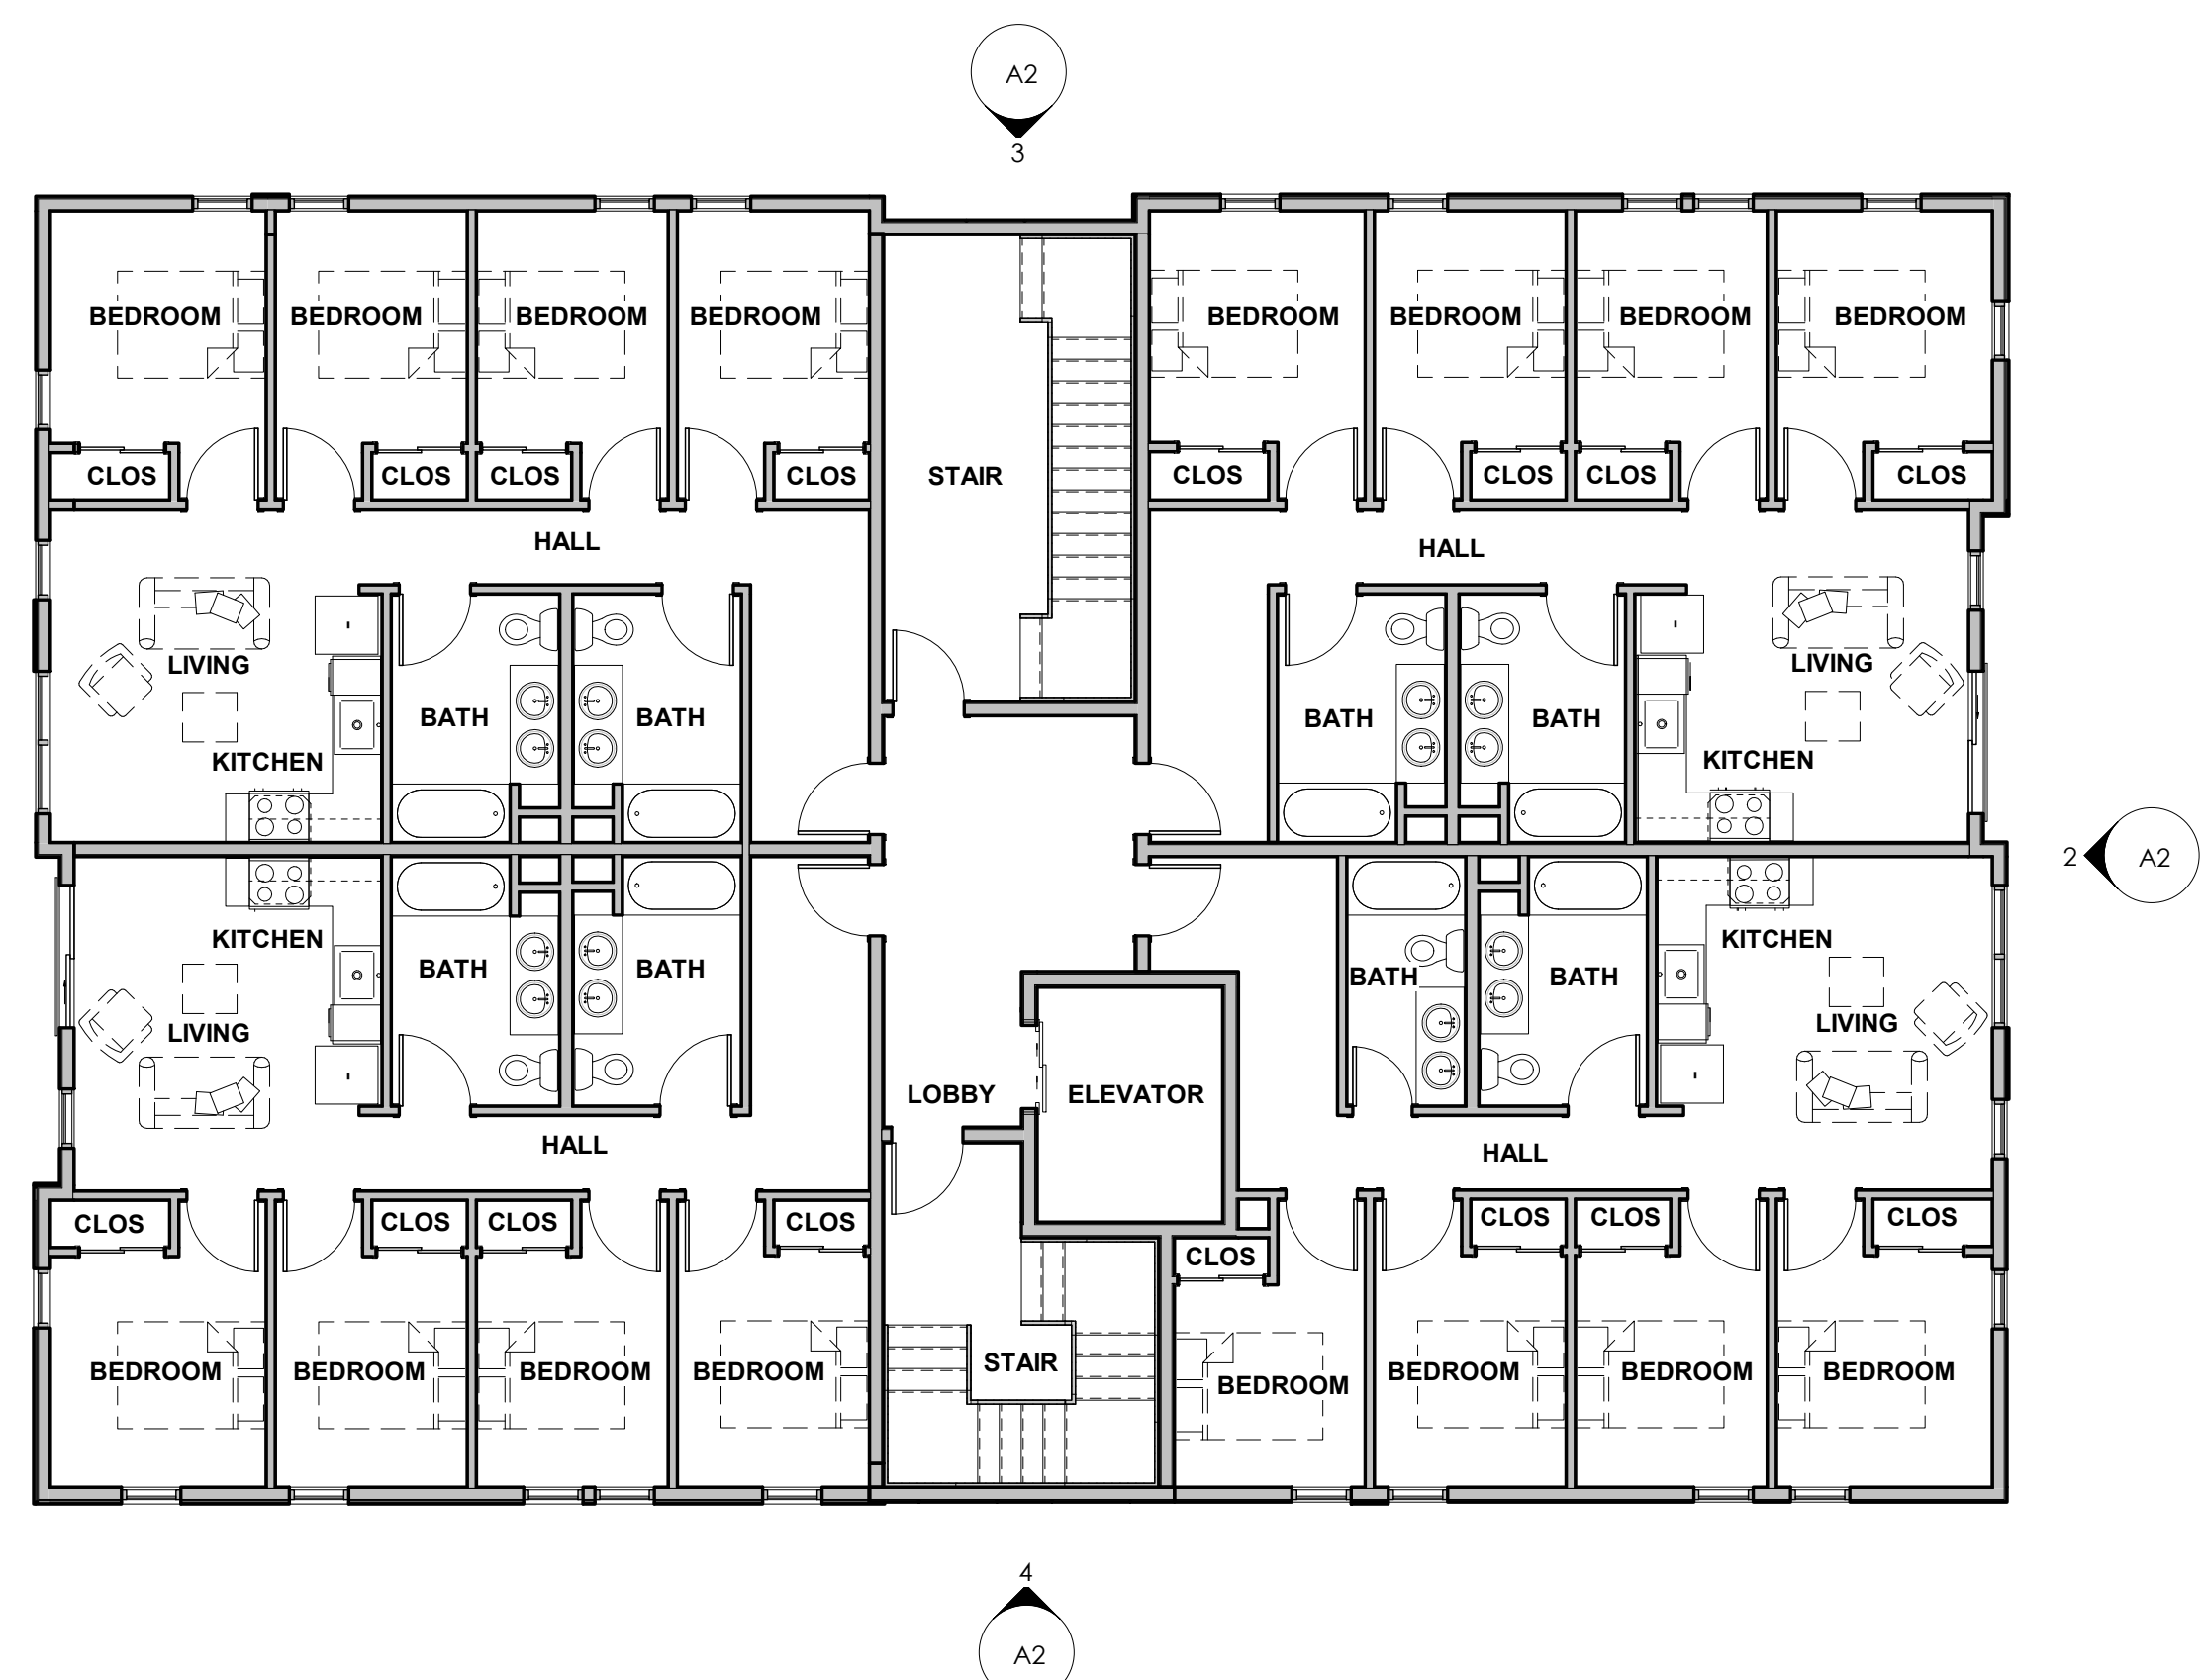 A2
3
BEDROOM BEDROOM BEDROOM BEDROOM BEDROOM BEDROOM BEDROOM BEDROOM
CLOS CLOS CLOS CLOS STAIR CLOS CLOS CLOS CLOS
HALL HALL
LIVING LIVING
BATH BATH BATH BATH
KITCHEN KITCHEN
2 A2
KITCHEN KITCHEN
BATH BATH BATH BATH
LIVING LIVING
LOBBY ELEVATOR
HALL HALL
CLOS CLOS CLOS CLOS CLOS CLOS CLOS
CLOS
STAIR
BEDROOM BEDROOM BEDROOM BEDROOM BEDROOM BEDROOM BEDROOM BEDROOM
4
A2